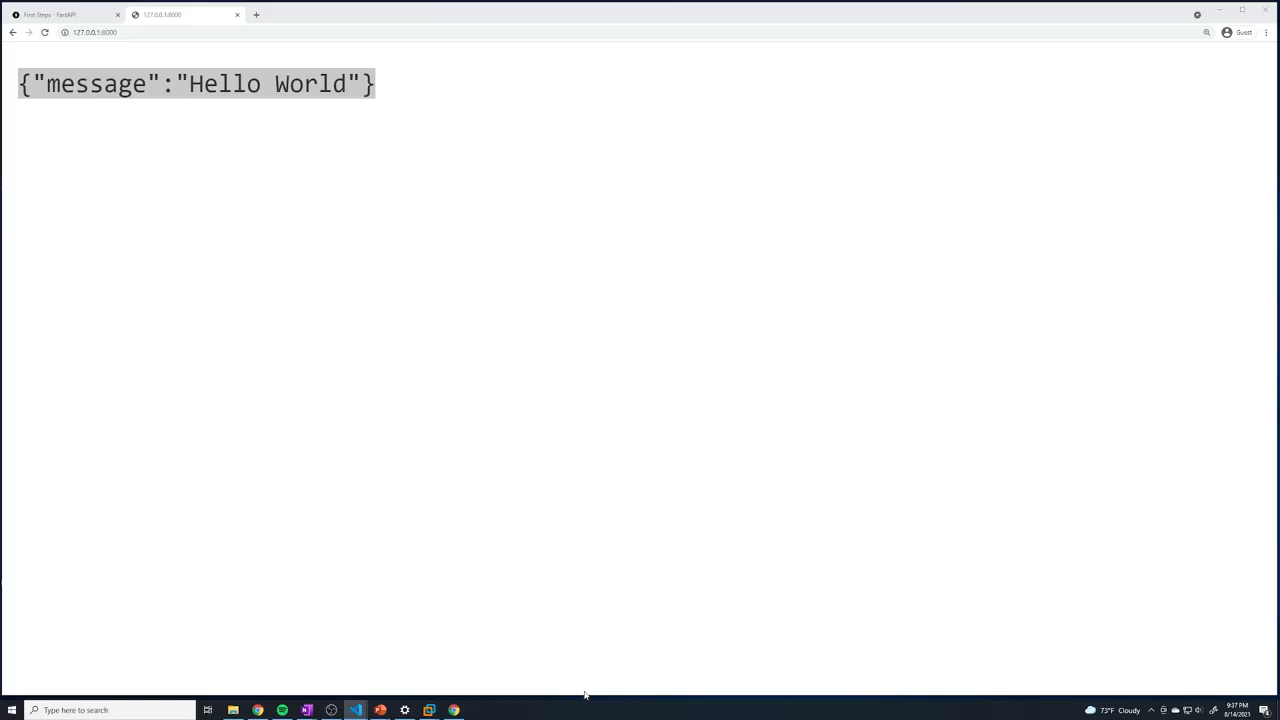 First Steps - FastAPI
127.0.0.1:8000
127.0.0.1:8000
Guest
{"message":"Hello World"}
Type here to search
73°F Cloudy
9:37 PM
8/14/2021